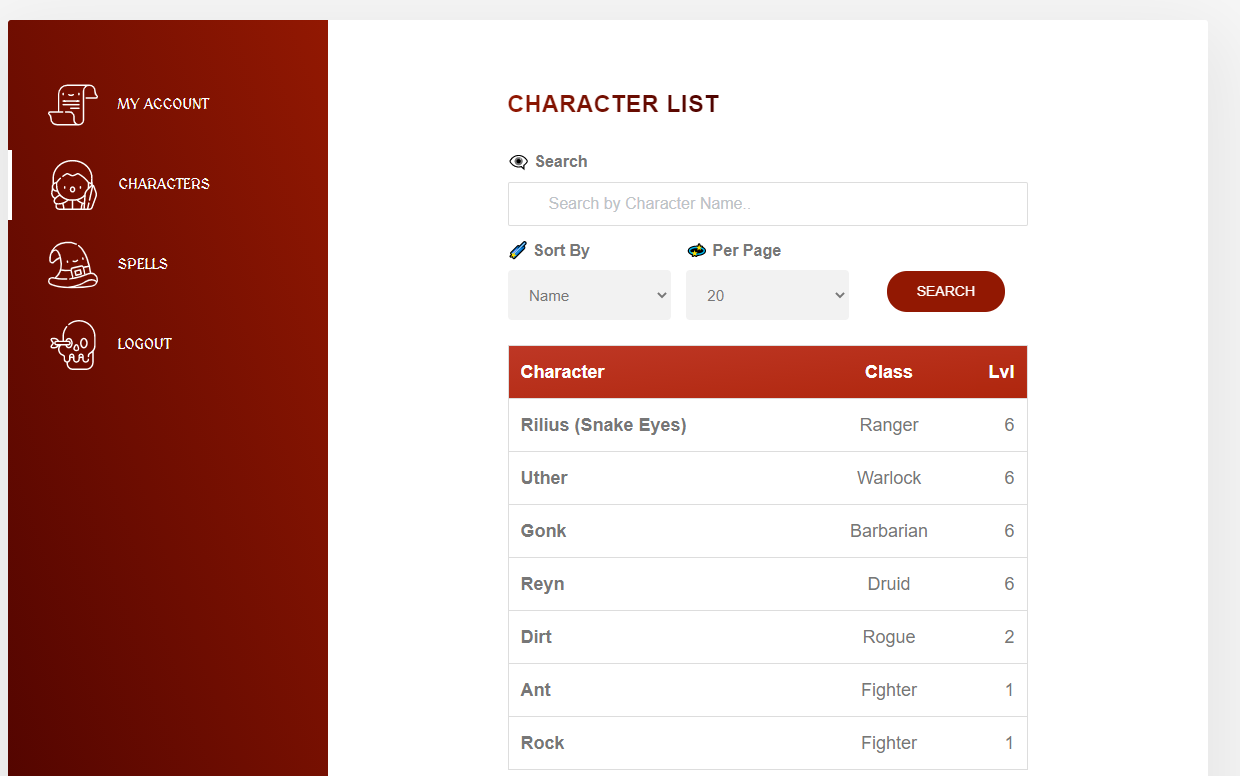 MY ACCOUNT
CHARACTERS
SPELLS
LOGOUT
CHARACTER LIST
Search
Search by Character Name..
Sort By Per Page
Name 20 SEARCH
Character Class Lvl
Rilius (Snake Eyes) Ranger 6
Uther Warlock 6
Gonk Barbarian 6
Reyn Druid 6
Dirt Rogue 2
Ant Fighter 1
Rock Fighter 1